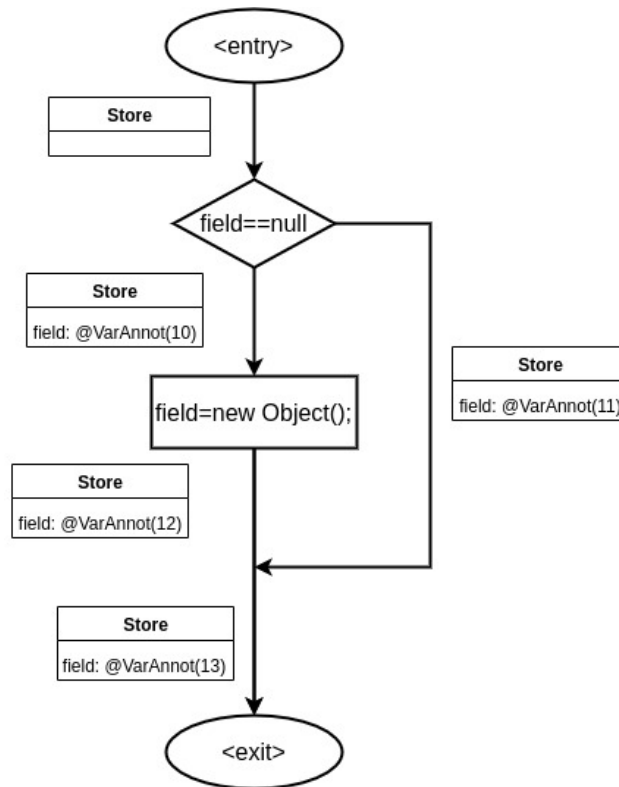 <entry>
Store
field==null
Store
field: @VarAnnot(10)
Store
field: @VarAnnot(11)
field=new Object();
Store
field: @VarAnnot(12)
Store
field: @VarAnnot(13)
<exit>